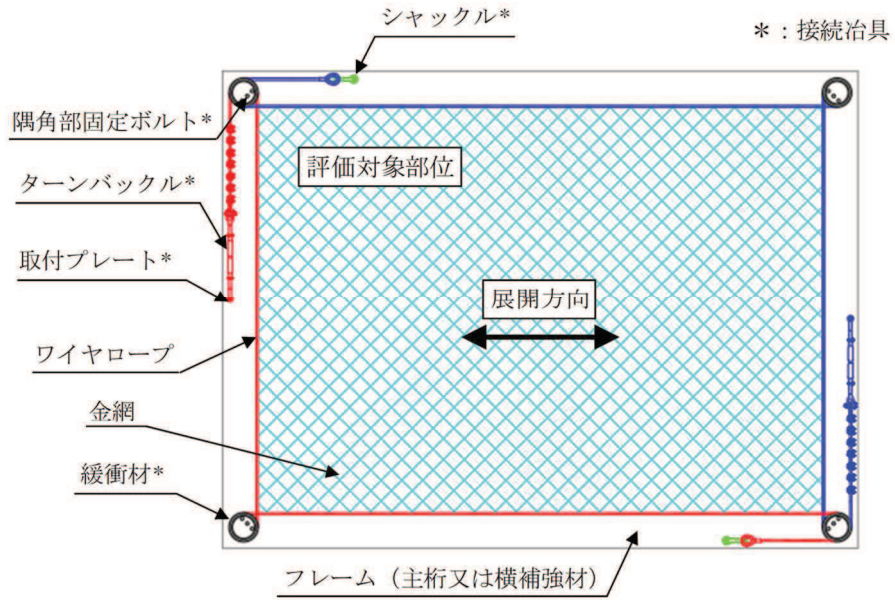 シャックル*
*：接続冶具
隅角部固定ボルト*
評価対象部位
ターンバックル*
取付プレート*
展開方向
ワイヤロープ
金網
緩衝材*
フレーム（主桁又は横補強材）